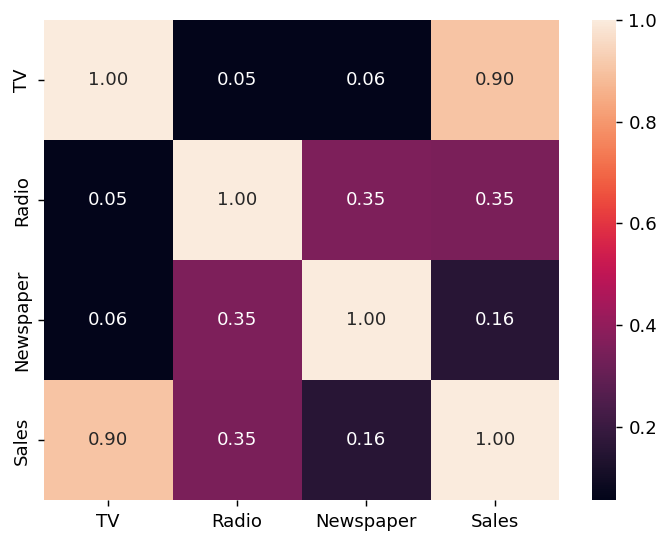 TV 1.00 0.05 0.06 0.90
Radio 0.05 1.00 0.35 0.35
Newspaper 0.06 0.35 1.00 0.16
Sales 0.90 0.35 0.16 1.00
TV Radio Newspaper Sales
1.0
0.8
0.6
0.4
0.2